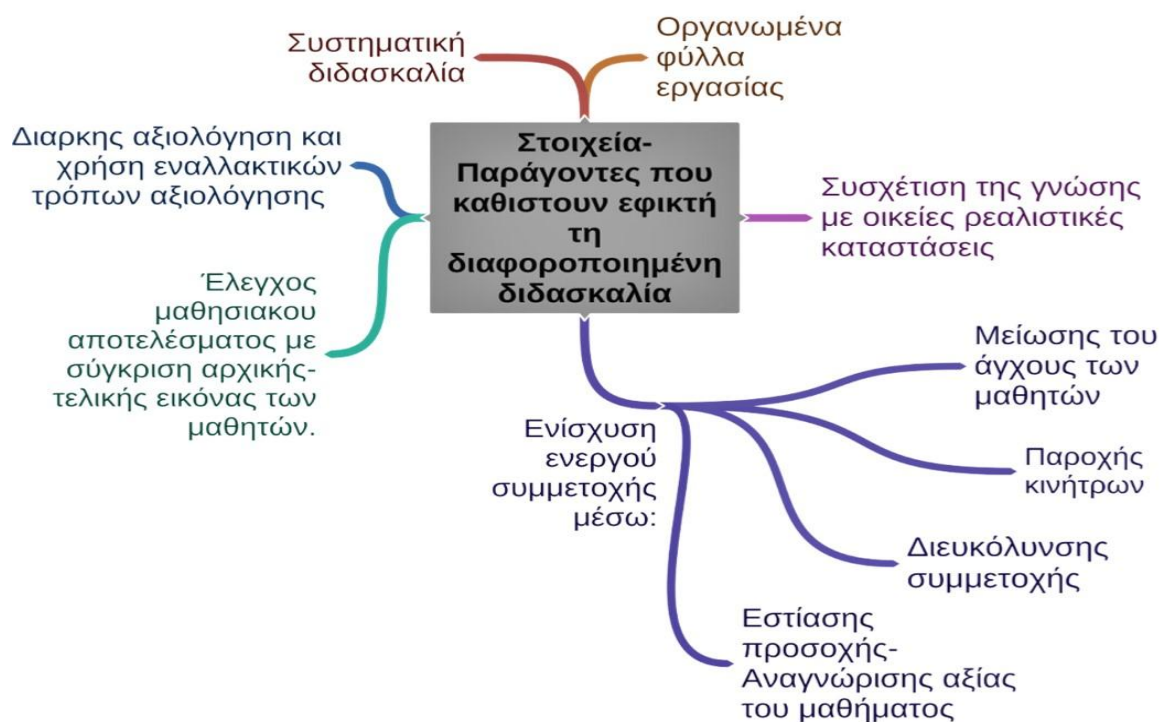 Συστηματική
διδασκαλία
Οργανωμένα
φύλλα
εργασίας
Στοιχεία-
Παράγοντες που
καθιστουν εφικτή
τη
διαφοροποιημένη
διδασκαλία
Διαρκης αξιολόγηση και
χρήση εναλλακτικών
τρόπων αξιολόγησης
Συσχέτιση της γνώσης
με οικείες ρεαλιστικές
καταστάσεις
Έλεγχος
μαθησιακου
αποτελέσματος με
σύγκριση αρχικής-
τελικής εικόνας των
μαθητών.
Ενίσχυση
ενεργού
συμμετοχής
μέσω:
Μείωσης του
άγχους των
μαθητών
Παροχής
κινήτρων
Διευκόλυνσης
συμμετοχής
Εστίασης
προσοχής-
Αναγνώρισης αξίας
του μαθήματος